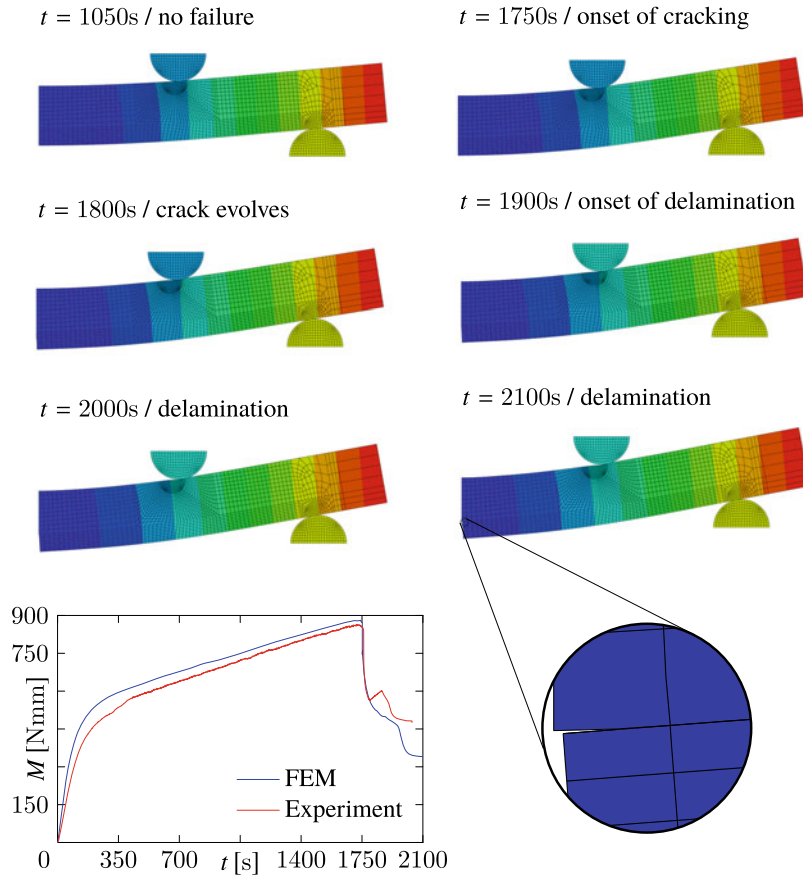 t = 1050s / no failure
t = 1750s / onset of cracking
t = 1800s / crack evolves
t = 1900s / onset of delamination
t = 2000s / delamination
t = 2100s / delamination
900
750
M [Nmm]
150
FEM
Experiment
0
350
700
t [s]
1400
1750
2100